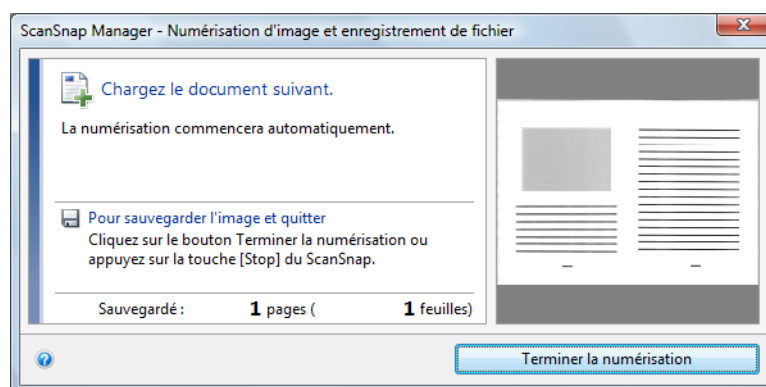 ScanSnap Manager - Numérisation d'image et enregistrement de fichier
Chargez le document suivant.
La numérisation commencera automatiquement.
Pour sauvegarder l'image et quitter
Cliquez sur le bouton Terminer la numérisation ou
appuyez sur la touche [Stop] du ScanSnap.
Sauvegardé : 1 pages ( 1 feuilles)
Terminer la numérisation